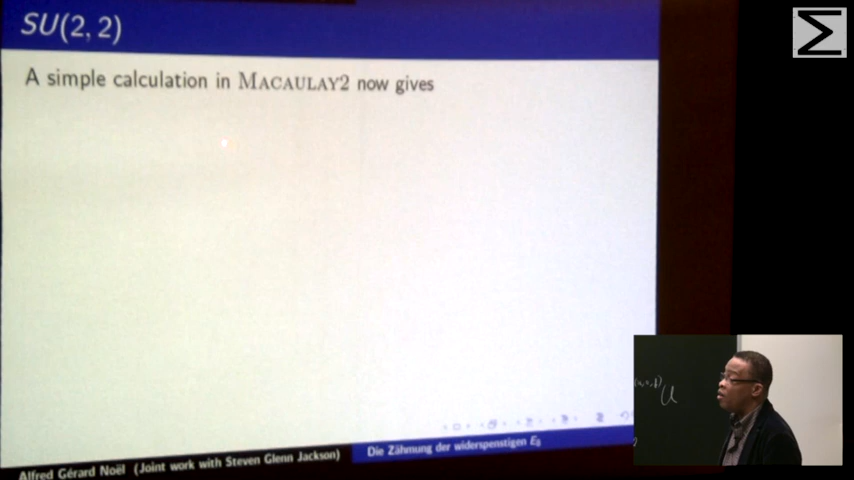 SU(2, 2)
A simple calculation in MACAULAY2 now gives
Alfred Gérard Noël (Joint work with Steven Glenn Jackson)
Die Zähmung der widerspenstigen E8